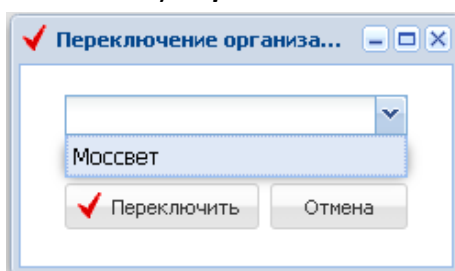 Переключение организа...
Моссвет
Переключить Отмена